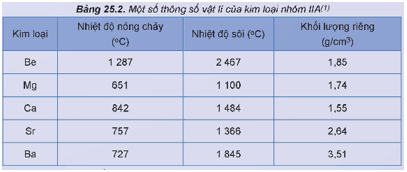 Bảng 25.2. Một số thông số vật lí của kim loại nhóm IIA(1)
Kim loại Nhiệt độ nóng chảy (°C) Nhiệt độ sôi (°C) Khối lượng riêng (g/cm³)
Be 1 287 2 467 1,85
Mg 651 1 100 1,74
Ca 842 1 484 1,55
Sr 757 1 366 2,64
Ba 727 1 845 3,51